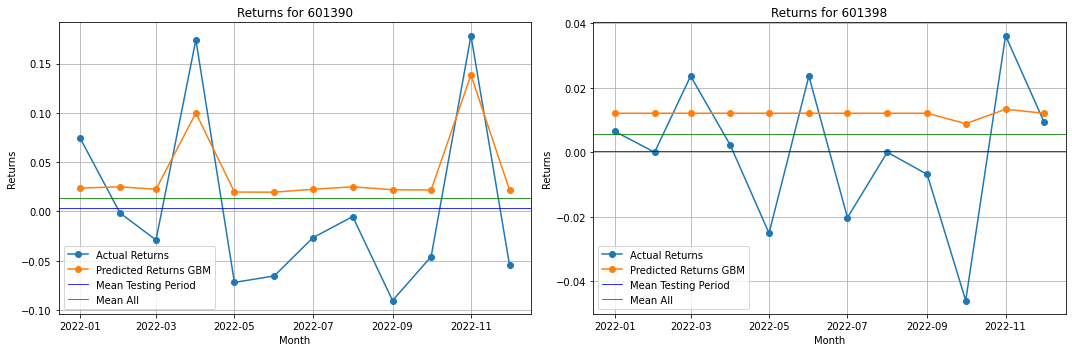 Returns for 601390
Returns
0.15
0.10
0.05
0.00
−0.05
−0.10
Actual Returns
Predicted Returns GBM
Mean Testing Period
Mean All
2022-01 2022-03 2022-05 2022-07 2022-09 2022-11
Month
Returns for 601398
Returns
0.04
0.02
0.00
−0.02
−0.04
Actual Returns
Predicted Returns GBM
Mean Testing Period
Mean All
2022-01 2022-03 2022-05 2022-07 2022-09 2022-11
Month